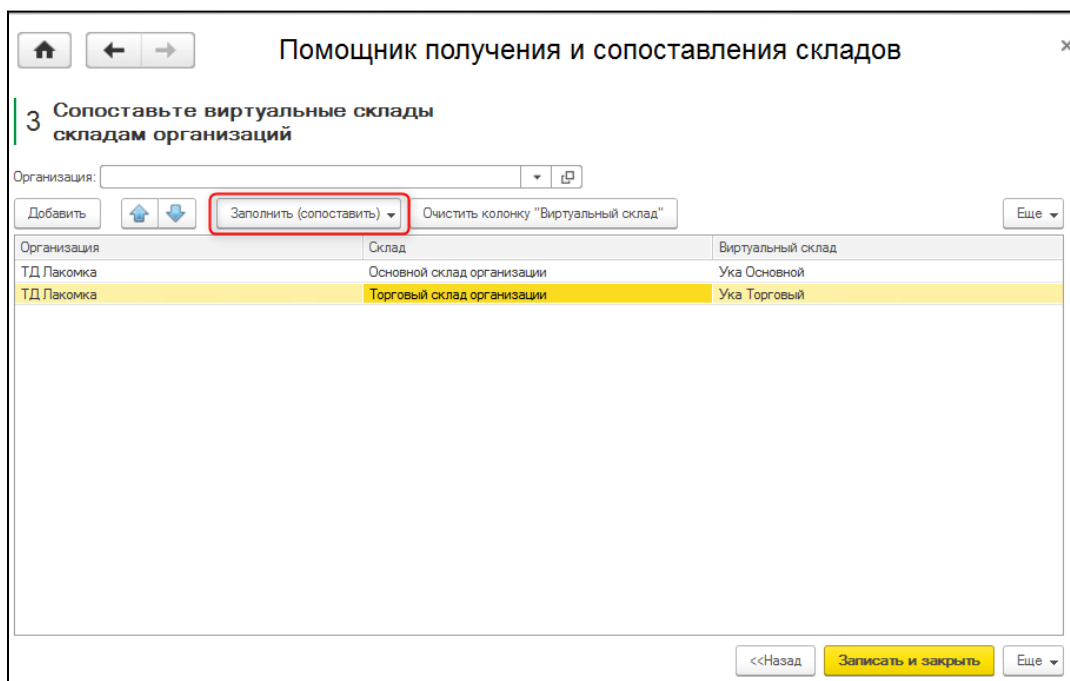 Помощник получения и сопоставления складов
3 Сопоставьте виртуальные склады
складам организаций
Организация:
Добавить Заполнить (сопоставить) Очистить колонку "Виртуальный склад" Еще
Организация Склад Виртуальный склад
ТД Лакомка Основной склад организации Ука Основной
ТД Лакомка Торговый склад организации Ука Торговый
<<Назад Записать и закрыть Еще